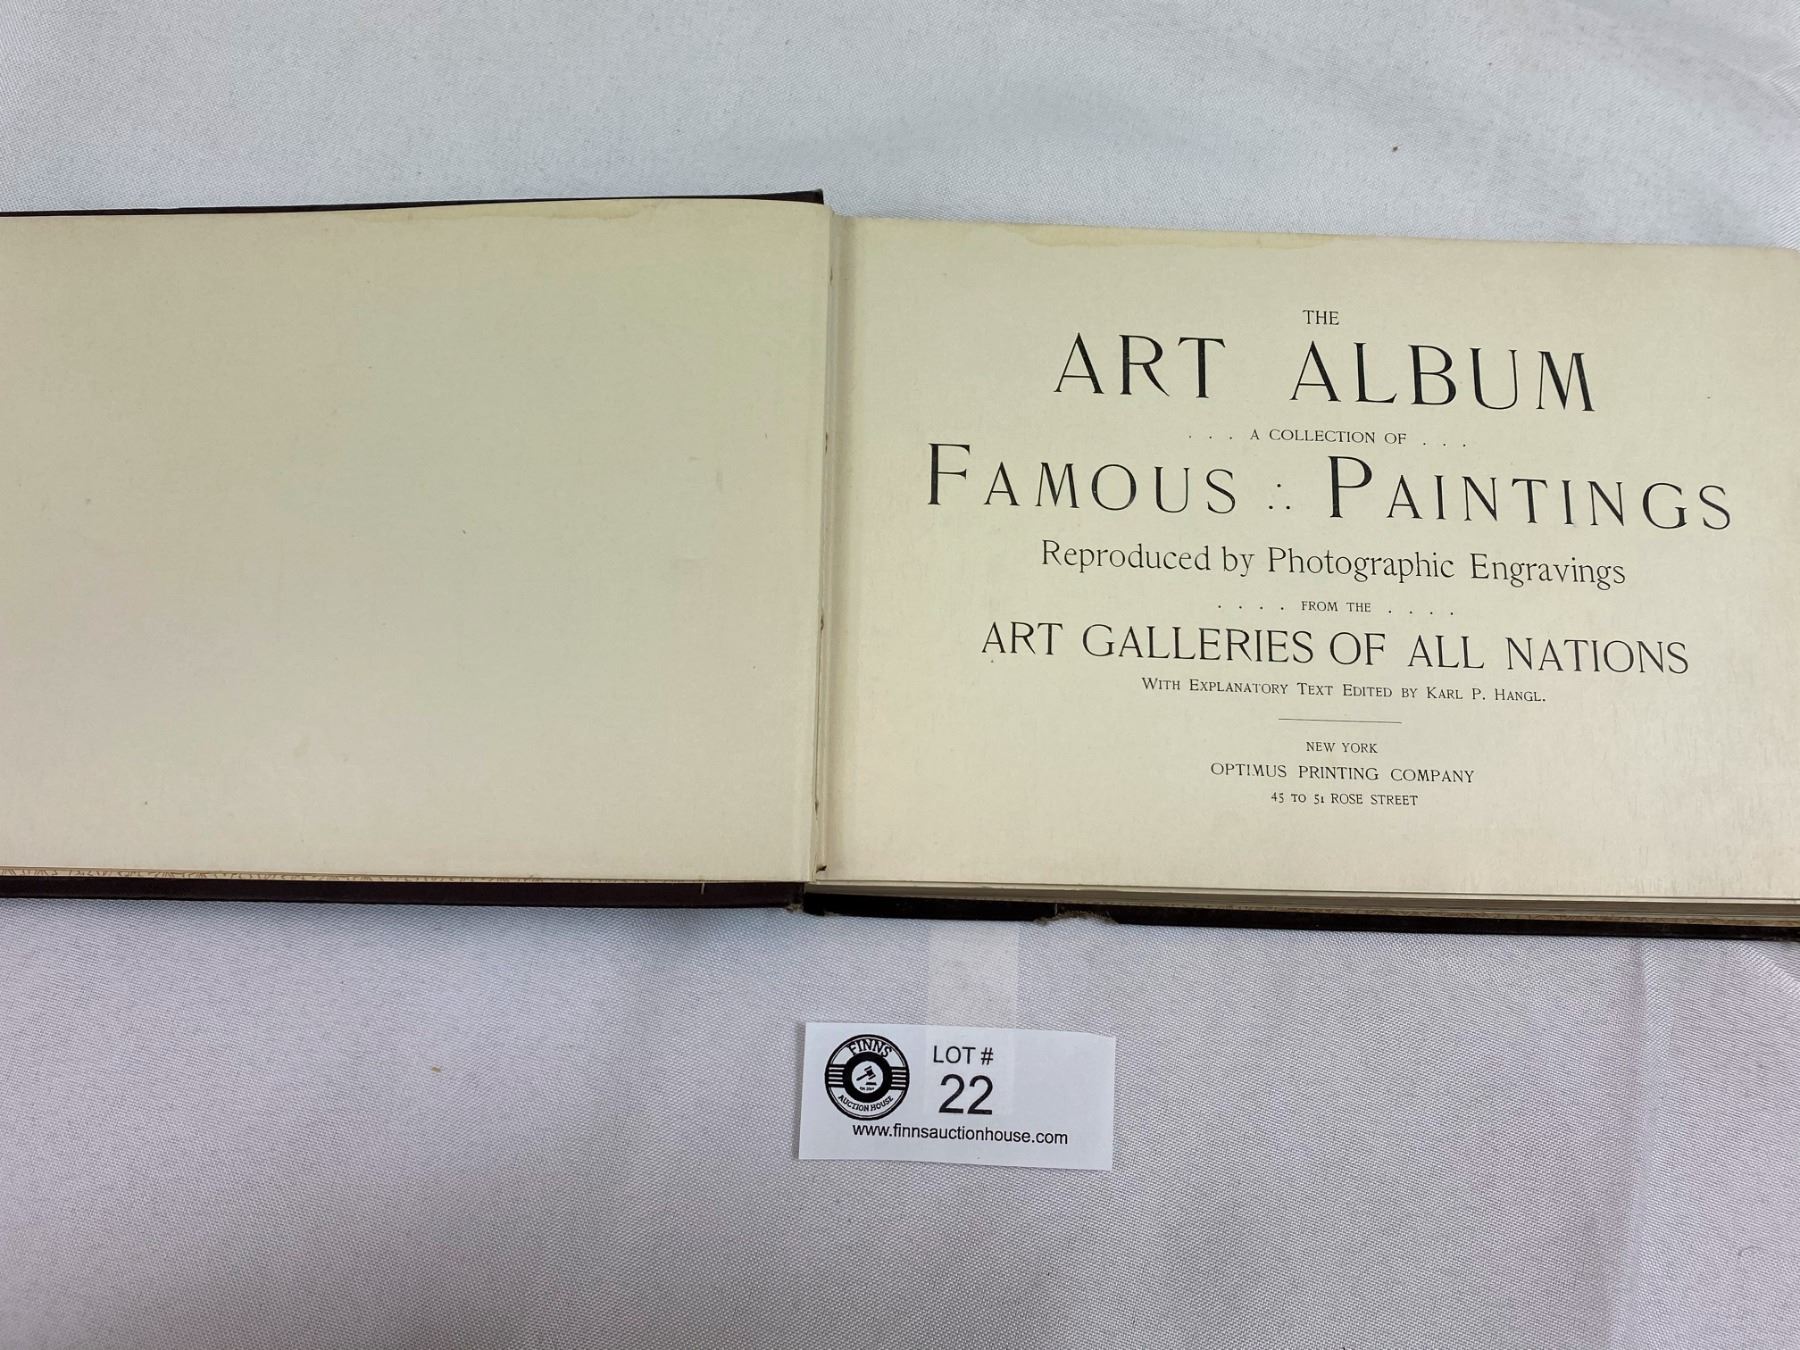 THE
ART ALBUM
. . . A COLLECTION OF . . .
FAMOUS ∴ PAINTINGS
Reproduced by Photographic Engravings
. . . . FROM THE . . . .
ART GALLERIES OF ALL NATIONS
WITH EXPLANATORY TEXT EDITED BY KARL P. HANGL.
NEW YORK
OPTIMUS PRINTING COMPANY
45 TO 51 ROSE STREET
FINNS
AUCTION HOUSE
LOT #
22
www.finnsauctionhouse.com